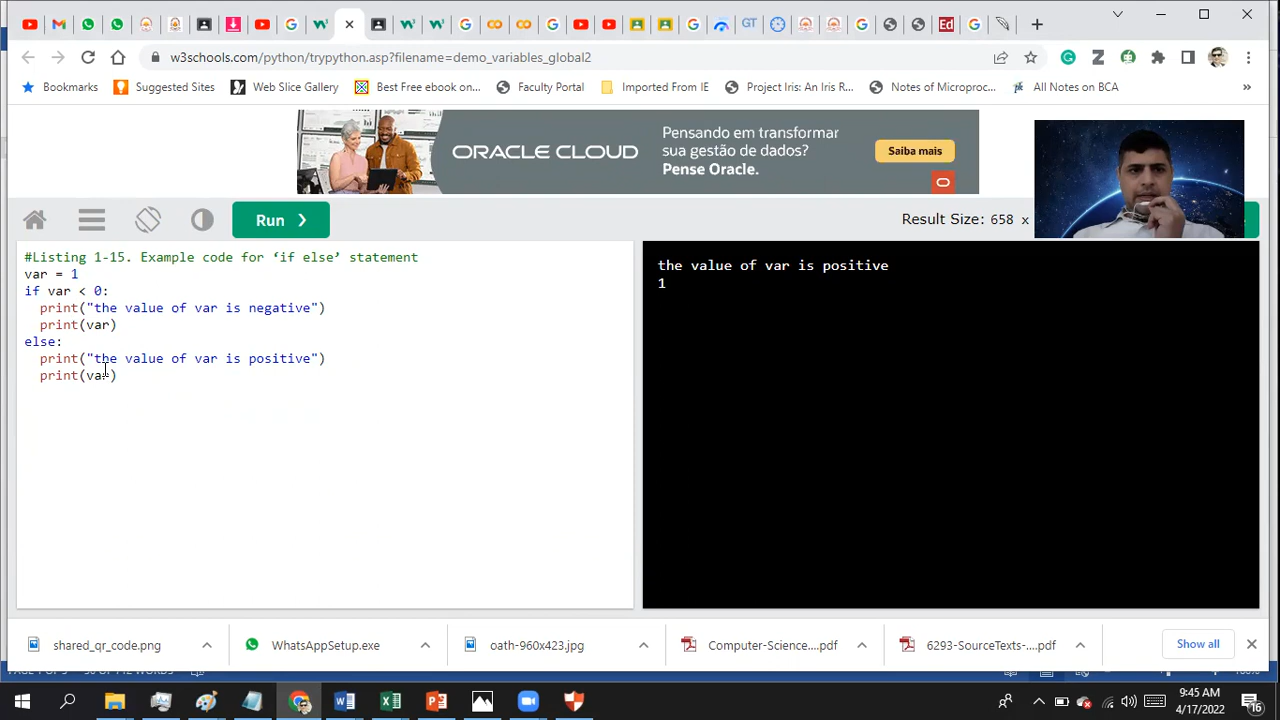 w3schools.com/python/trypython.asp?filename=demo_variables_global2
Bookmarks
Suggested Sites
Web Slice Gallery
Best Free ebook on...
Faculty Portal
Imported From IE
Project Iris: An Iris R...
Notes of Microproc...
All Notes on BCA
»
ORACLE CLOUD
Pensando em transformar
sua gestão de dados?
Pense Oracle.
Saiba mais
Run ❯
Result Size: 658 x
#Listing 1-15. Example code for ‘if else’ statement
var = 1
if var < 0:
print("the value of var is negative")
print(var)
else:
print("the value of var is positive")
print(var)
the value of var is positive
1
shared_qr_code.png
WhatsAppSetup.exe
oath-960x423.jpg
Computer-Science....pdf
6293-SourceTexts-....pdf
Show all
9:45 AM
4/17/2022
16